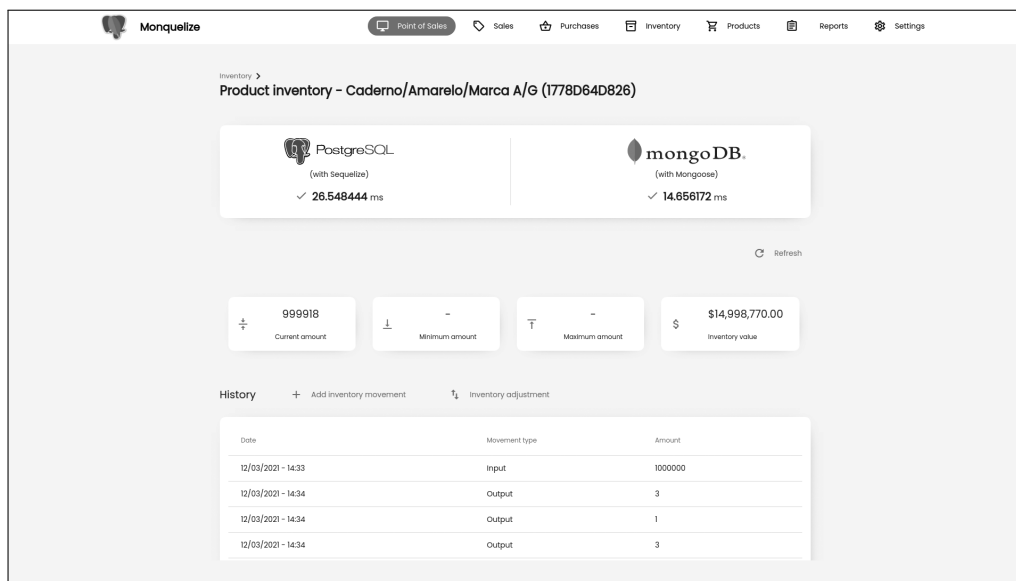 Monquelize
Point of Sales
Sales
Purchases
Inventory
Products
Reports
Settings
Inventory
Product inventory - Caderno/Amarelo/Marca A/G (1778D64D826)
PostgreSQL
(with Sequelize)
26.548444 ms
mongoDB.
(with Mongoose)
14.656172 ms
Refresh
999918
Current amount
-
Minimum amount
-
Maximum amount
$ $14,998,770.00
Inventory value
History
+ Add inventory movement
Inventory adjustment
Date Movement type Amount
12/03/2021 - 14:33 Input 1000000
12/03/2021 - 14:34 Output 3
12/03/2021 - 14:34 Output 1
12/03/2021 - 14:34 Output 3